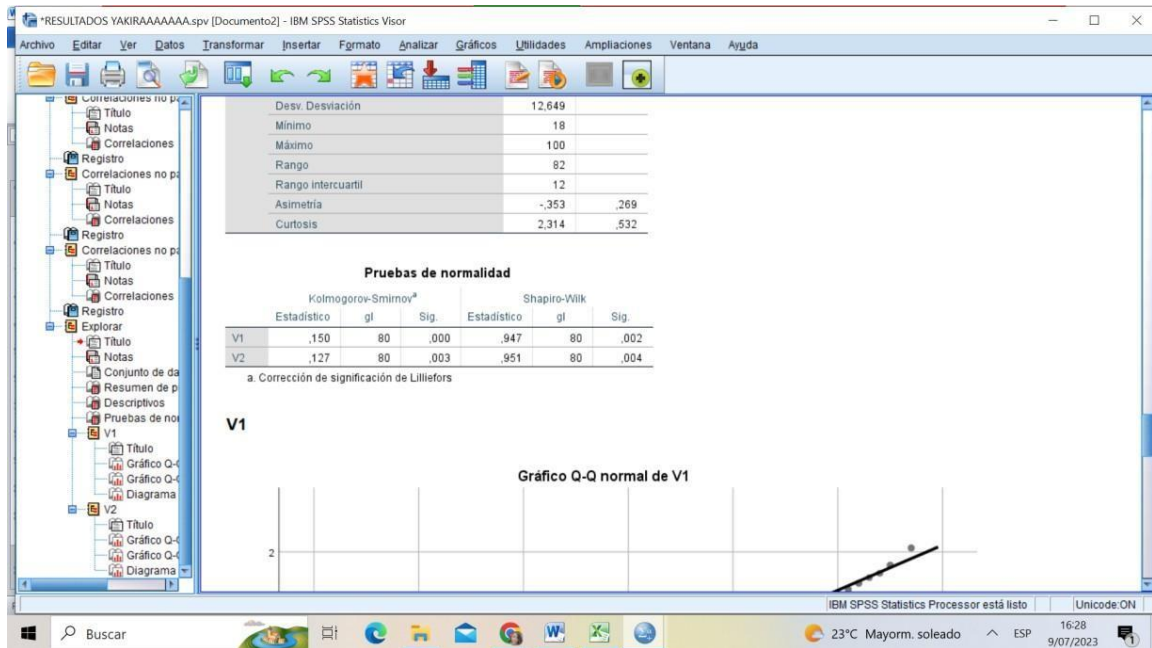 *RESULTADOS YAKIRAAAAAAA.spv [Documento2] - IBM SPSS Statistics Visor
Archivo Editar Ver Datos Transformar Insertar Formato Analizar Gráficos Utilidades Ampliaciones Ventana Ayuda
Correlaciones no pa
Título
Notas
Correlaciones
Registro
Correlaciones no pa
Título
Notas
Correlaciones
Registro
Correlaciones no pa
Título
Notas
Correlaciones
Registro
Explorar
Título
Notas
Conjunto de da
Resumen de p
Descriptivos
Pruebas de nor
V1
Título
Gráfico Q-
Gráfico Q-
Diagrama
V2
Título
Gráfico Q-
Gráfico Q-
Diagrama
Desv. Desviación 12,649
Mínimo 18
Máximo 100
Rango 82
Rango intercuartil 12
Asimetría -,353 ,269
Curtosis 2,314 ,532
Pruebas de normalidad
Kolmogorov-Smirnovª Shapiro-Wilk
Estadístico gl Sig. Estadístico gl Sig.
V1 ,150 80 ,000 ,947 80 ,002
V2 ,127 80 ,003 ,951 80 ,004
a. Corrección de significación de Lilliefors
V1
Gráfico Q-Q normal de V1
2
IBM SPSS Statistics Processor está listo Unicode:ON
Buscar 23°C Mayorm. soleado ESP 16:28
9/07/2023